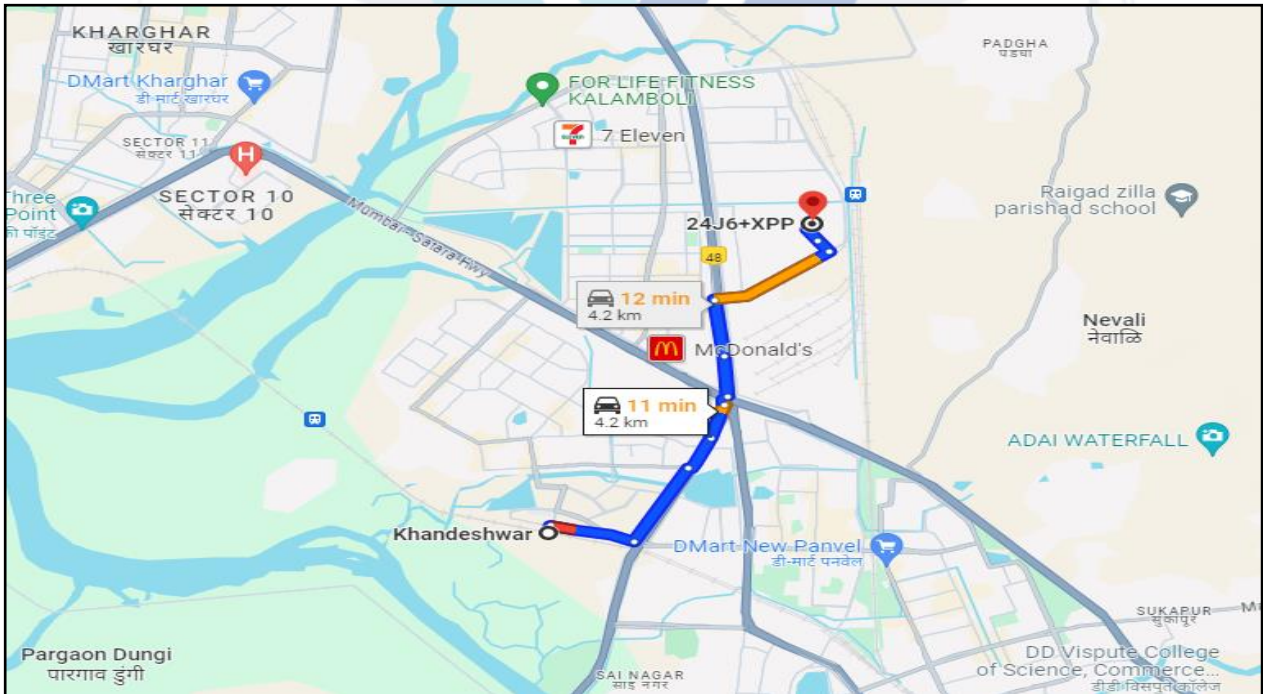 KHARGHAR
खारघर
PADGHA
पडघा
DMart Kharghar
डी-मार्ट खारघर
FOR LIFE FITNESS
KALAMBOLI
7 Eleven
SECTOR 11
सेक्टर 11
H
SECTOR 10
सेक्टर 10
Three
Point
की पॉइंट
Raigad zilla
parishad school
24J6+XPP
Mumbai - Satara Hwy
48
12 min
4.2 km
Nevali
नेवाळि
McDonald's
11 min
4.2 km
ADAI WATERFALL
Khandeshwar
DMart New Panvel
डी-मार्ट पनवेल
SUKAPUR
सुकापूर
Pargaon Dungi
पारगाव डुंगी
DD Vispute College
of Science, Commerce...
डीडी विसपुते कॉलेज
SAI NAGAR
साई नगर